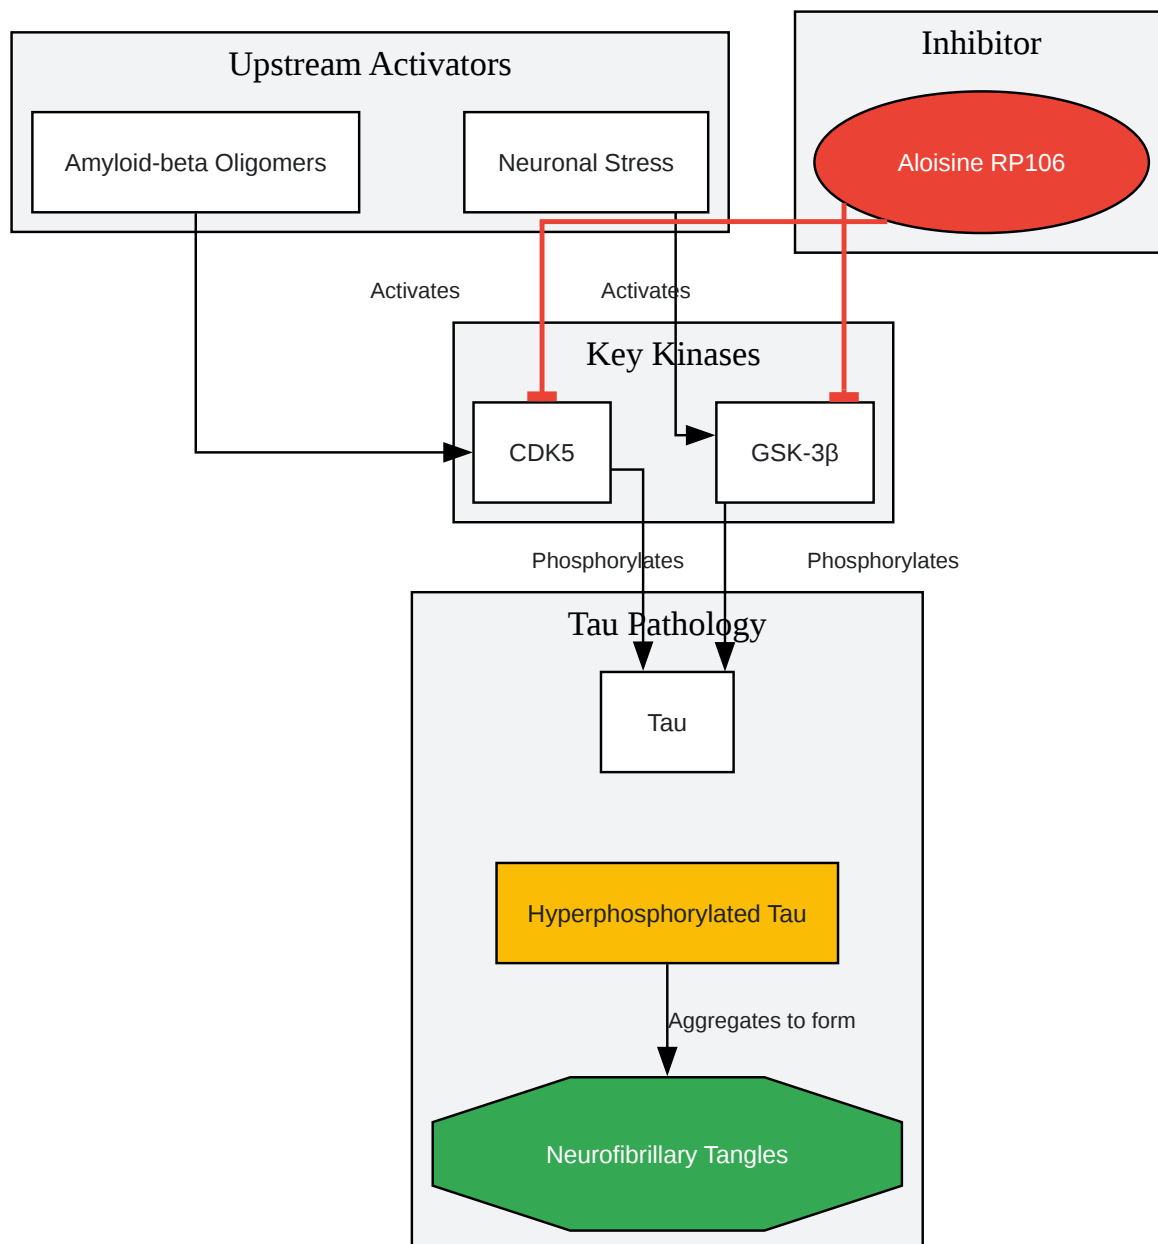 Upstream Activators
Inhibitor
Amyloid-beta Oligomers
Neuronal Stress
Aloisine RP106
Activates
Activates
Key Kinases
CDK5
GSK-3β
Phosphorylates
Phosphorylates
Tau Pathology
Tau
Hyperphosphorylated Tau
Aggregates to form
Neurofibrillary Tangles